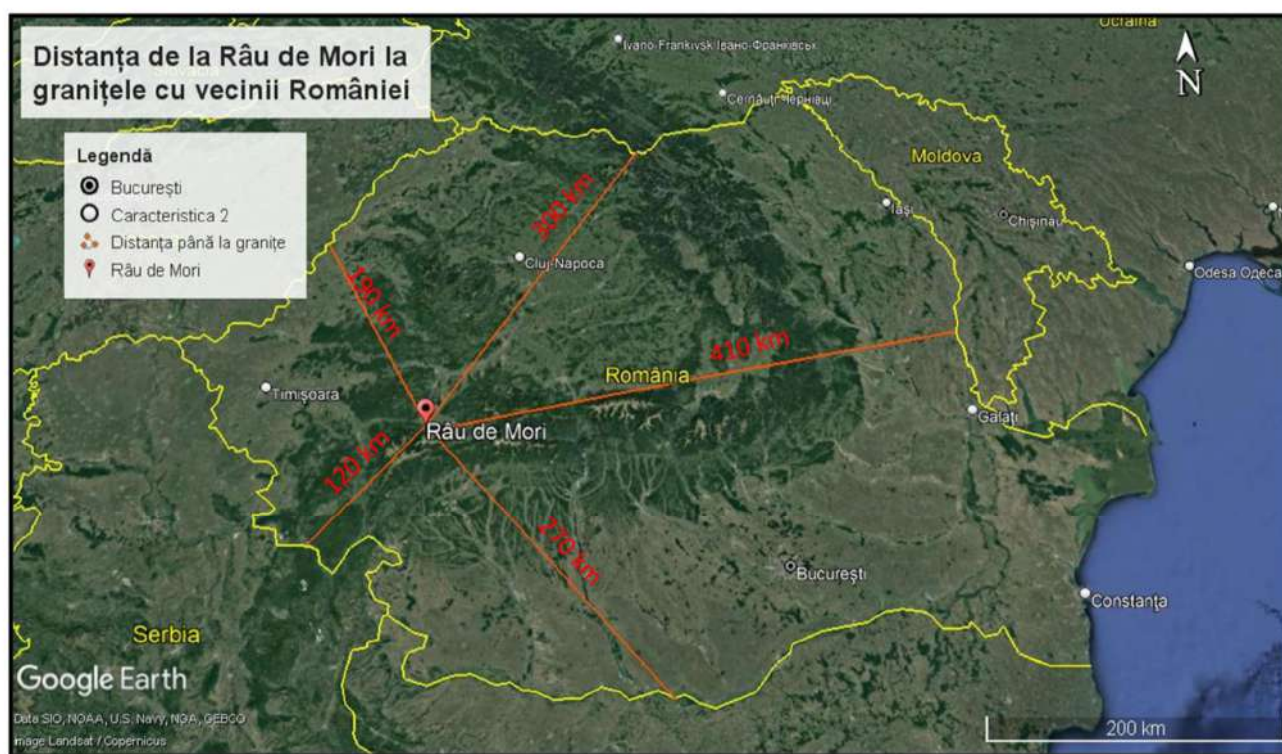 Distanța de la Râu de Mori la
granițele cu vecinii României
Legendă
București
Caracteristica 2
Distanța până la granițe
Râu de Mori
Ucraina
N
Ivano-Frankivsk Івано-Франківськ
Cernăuți Чернівці
Moldova
Iași
Chișinău
Odesa Одеса
300 km
Cluj-Napoca
190 km
410 km
România
Timișoara
Râu de Mori
Galați
120 km
270 km
București
Constanța
Serbia
Google Earth
Data SIO, NOAA, U.S. Navy, NGA, GEBCO
Image Landsat / Copernicus
200 km